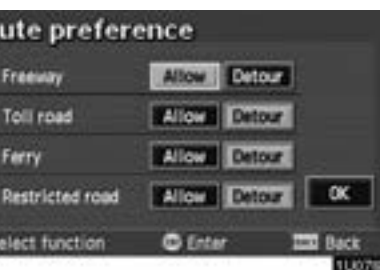 ute preference
Freeway Allow Detour
Toll road Allow Detour
Ferry Allow Detour
Restricted road Allow Detour OK
elect function Enter Back